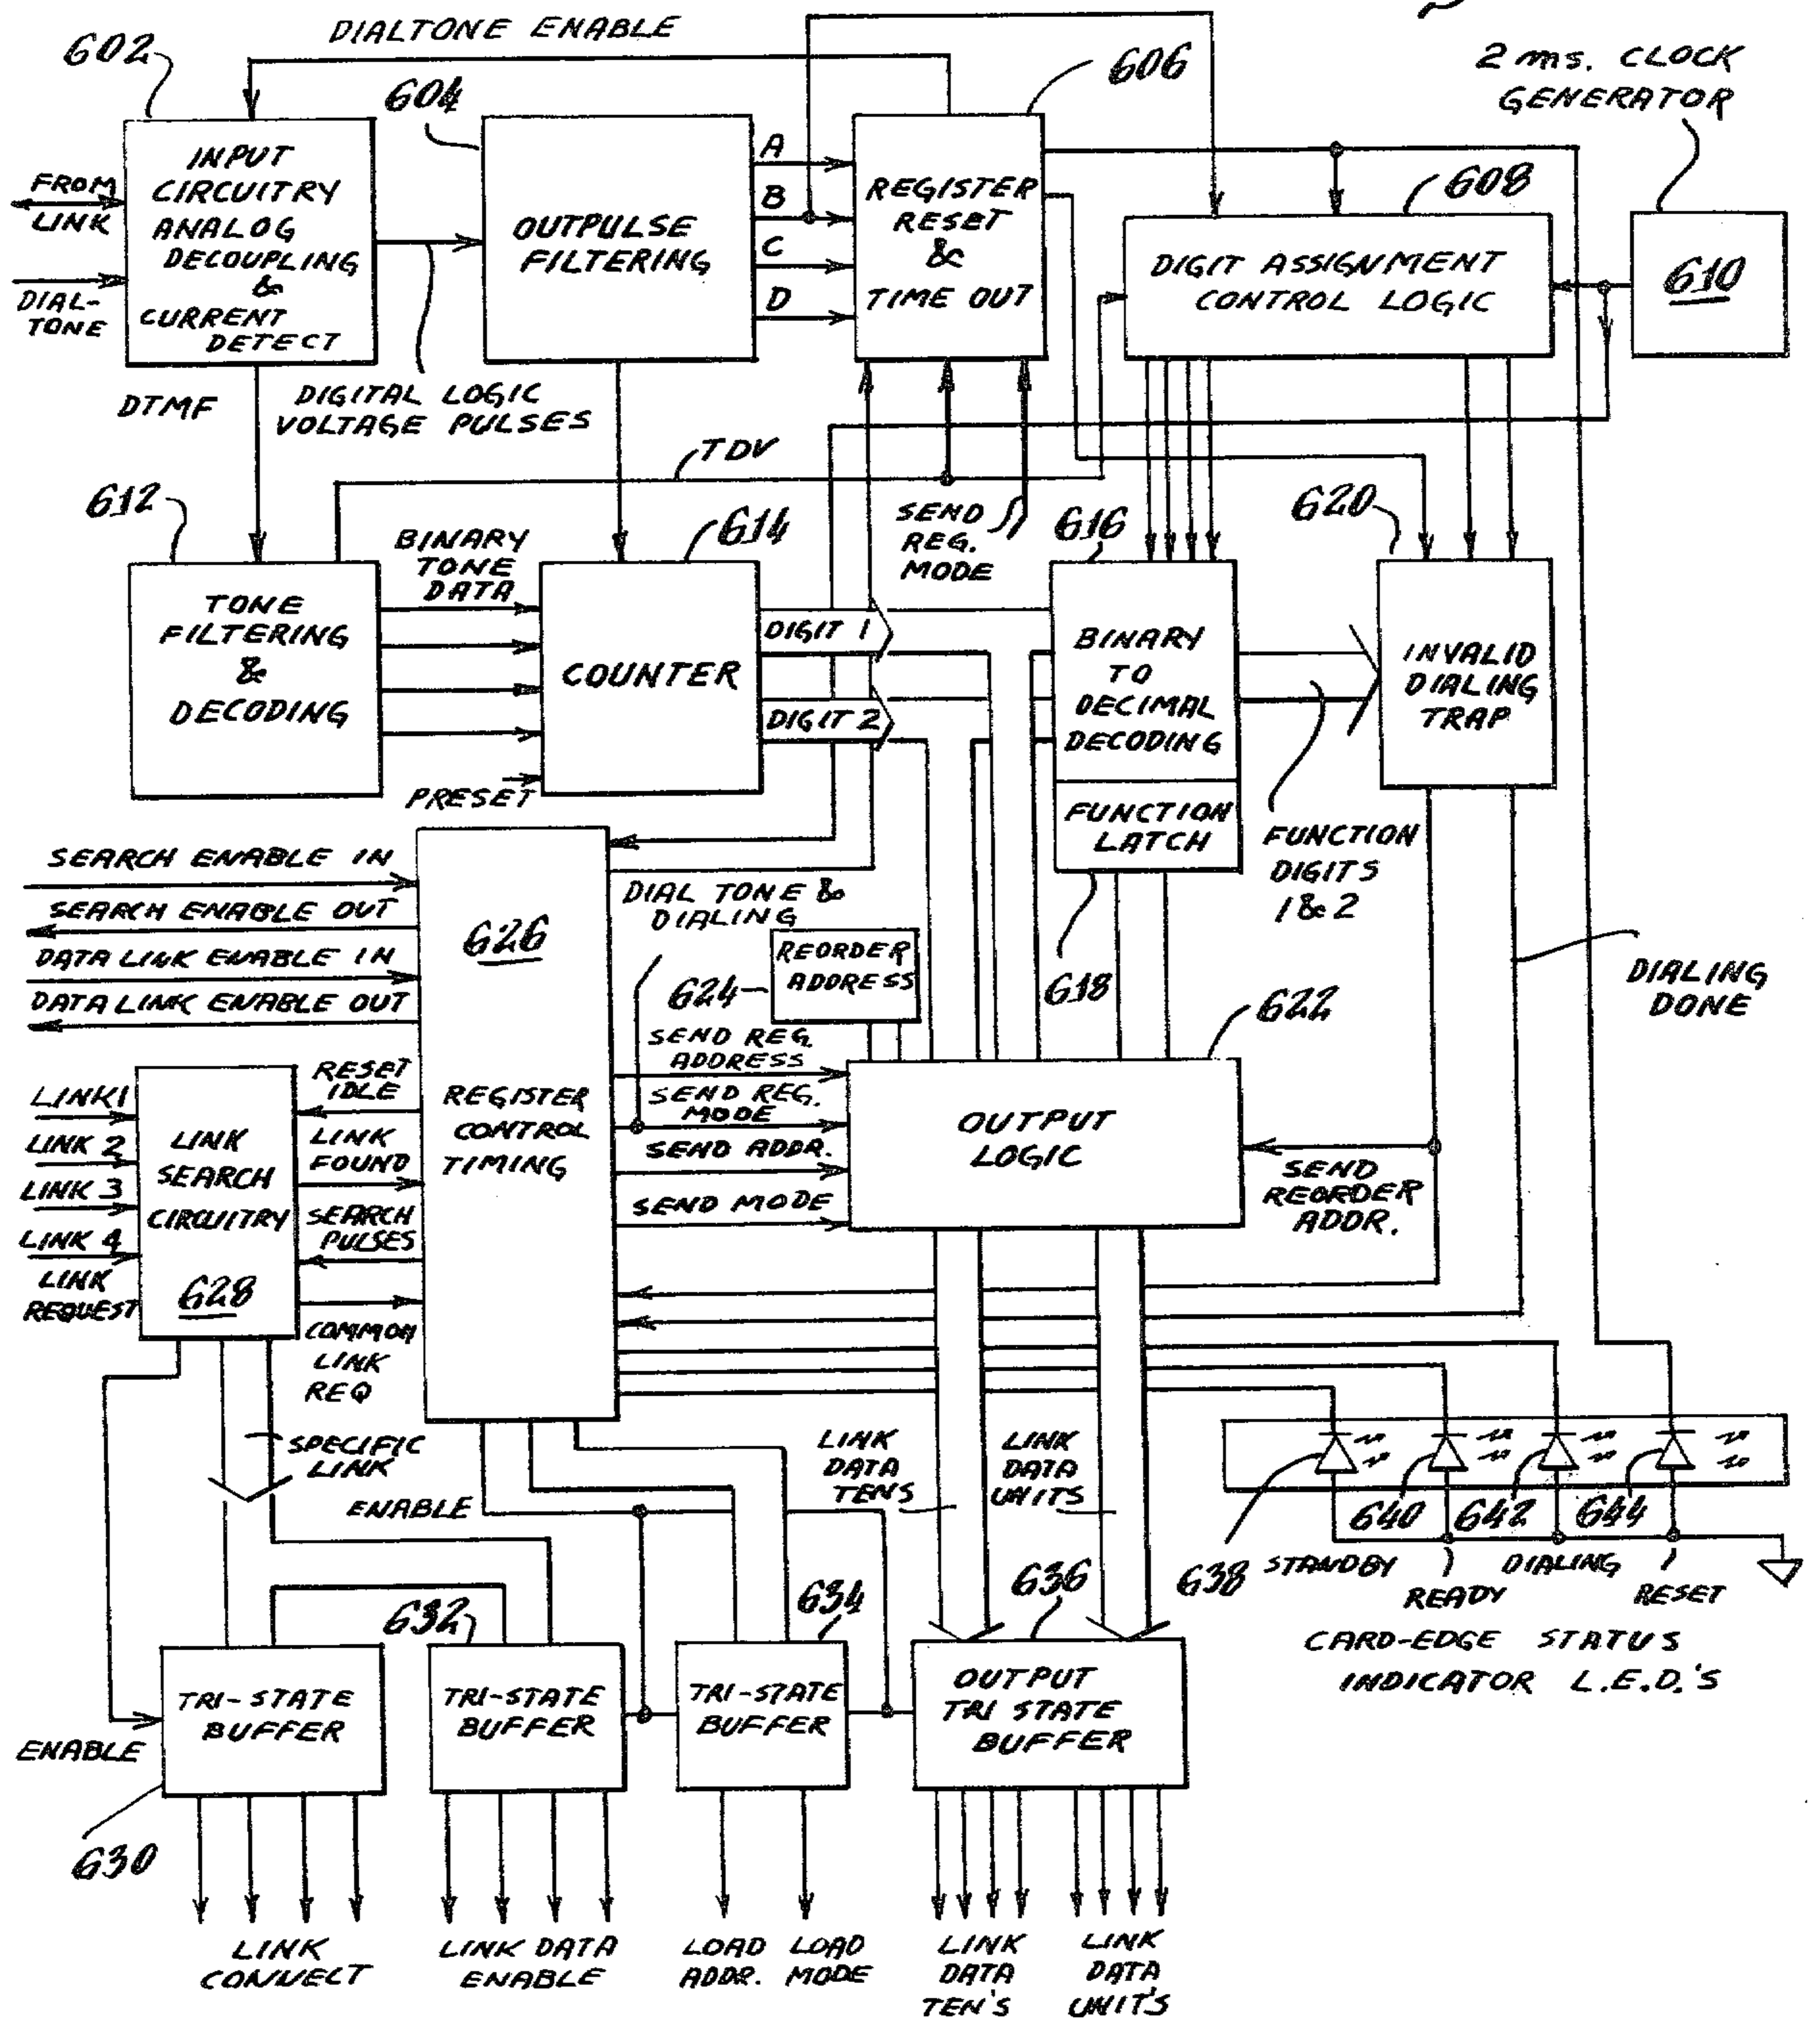 DIALTONE ENABLE
602
604
606
2 ms. CLOCK
GENERATOR
INPUT
CIRCUITRY
ANALOG
DECOUPLING
&
CURRENT
DETECT
FROM
LINK
DIAL-
TONE
OUTPULSE
FILTERING
A
B
C
D
REGISTER
RESET
&
TIME OUT
608
DIGIT ASSIGNMENT
CONTROL LOGIC
610
DTMF
DIGITAL LOGIC
VOLTAGE PULSES
TDV
612
614
SEND
REG.
MODE
616
620
BINARY
TONE
DATA
TONE
FILTERING
&
DECODING
COUNTER
PRESET
DIGIT 1
DIGIT 2
BINARY
TO
DECIMAL
DECODING
FUNCTION
LATCH
INVALID
DIALING
TRAP
FUNCTION
DIGITS
1 & 2
SEARCH ENABLE IN
SEARCH ENABLE OUT
DATA LINK ENABLE IN
DATA LINK ENABLE OUT
626
DIAL TONE &
DIALING
REORDER
ADDRESS
624
618
622
DIALING
DONE
SEND REG.
ADDRESS
SEND REG.
MODE
SEND ADDR.
SEND MODE
REGISTER
CONTROL
TIMING
OUTPUT
LOGIC
SEND
REORDER
ADDR.
LINK 1
LINK 2
LINK 3
LINK 4
LINK
REQUEST
LINK
SEARCH
CIRCUITRY
628
RESET
IDLE
LINK
FOUND
SEARCH
PULSES
COMMON
LINK
REQ
SPECIFIC
LINK
ENABLE
LINK
DATA
TENS
LINK
DATA
UNITS
638
640
642
644
STANDBY
READY
DIALING
RESET
CARD-EDGE STATUS
INDICATOR L.E.D.'S
632
634
636
TRI-STATE
BUFFER
TRI-STATE
BUFFER
TRI-STATE
BUFFER
OUTPUT
TRI STATE
BUFFER
ENABLE
630
LINK
CONNECT
LINK DATA
ENABLE
LOAD
ADDR.
LOAD
MODE
LINK
DATA
TEN'S
LINK
DATA
UNIT'S